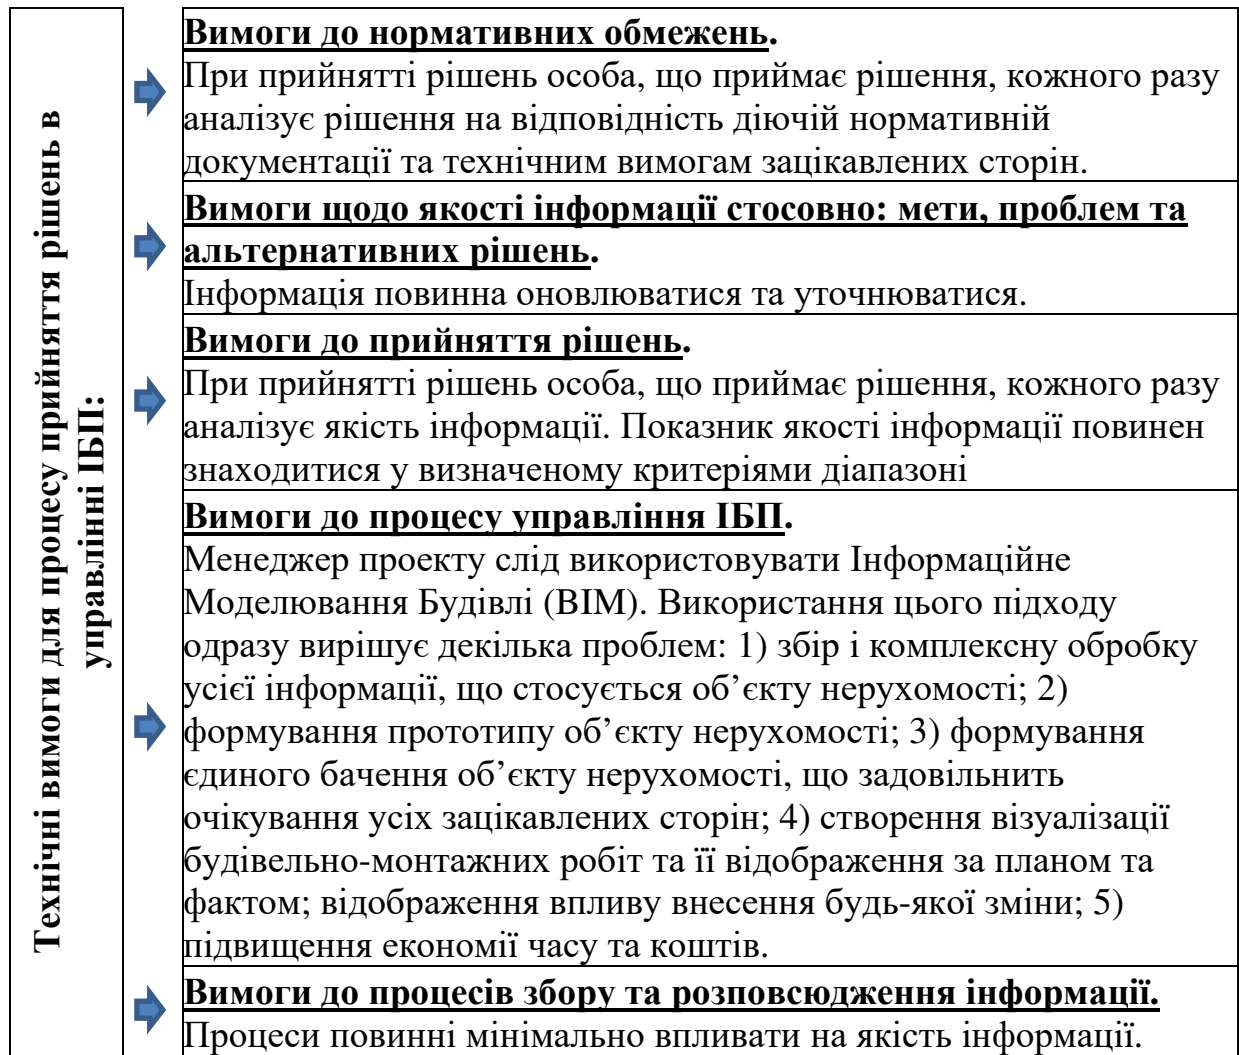 Технічні вимоги для процесу прийняття рішень в
управлінні ІБП:
Вимоги до нормативних обмежень.
При прийнятті рішень особа, що приймає рішення, кожного разу
аналізує рішення на відповідність діючій нормативній
документації та технічним вимогам зацікавлених сторін.
Вимоги щодо якості інформації стосовно: мети, проблем та
альтернативних рішень.
Інформація повинна оновлюватися та уточнюватися.
Вимоги до прийняття рішень.
При прийнятті рішень особа, що приймає рішення, кожного разу
аналізує якість інформації. Показник якості інформації повинен
знаходитися у визначеному критеріями діапазоні
Вимоги до процесу управління ІБП.
Менеджер проекту слід використовувати Інформаційне
Моделювання Будівлі (BIM). Використання цього підходу
одразу вирішує декілька проблем: 1) збір і комплексну обробку
усієї інформації, що стосується об’єкту нерухомості; 2)
формування прототипу об’єкту нерухомості; 3) формування
єдиного бачення об’єкту нерухомості, що задовільнить
очікування усіх зацікавлених сторін; 4) створення візуалізації
будівельно-монтажних робіт та її відображення за планом та
фактом; відображення впливу внесення будь-якої зміни; 5)
підвищення економії часу та коштів.
Вимоги до процесів збору та розповсюдження інформації.
Процеси повинні мінімально впливати на якість інформації.